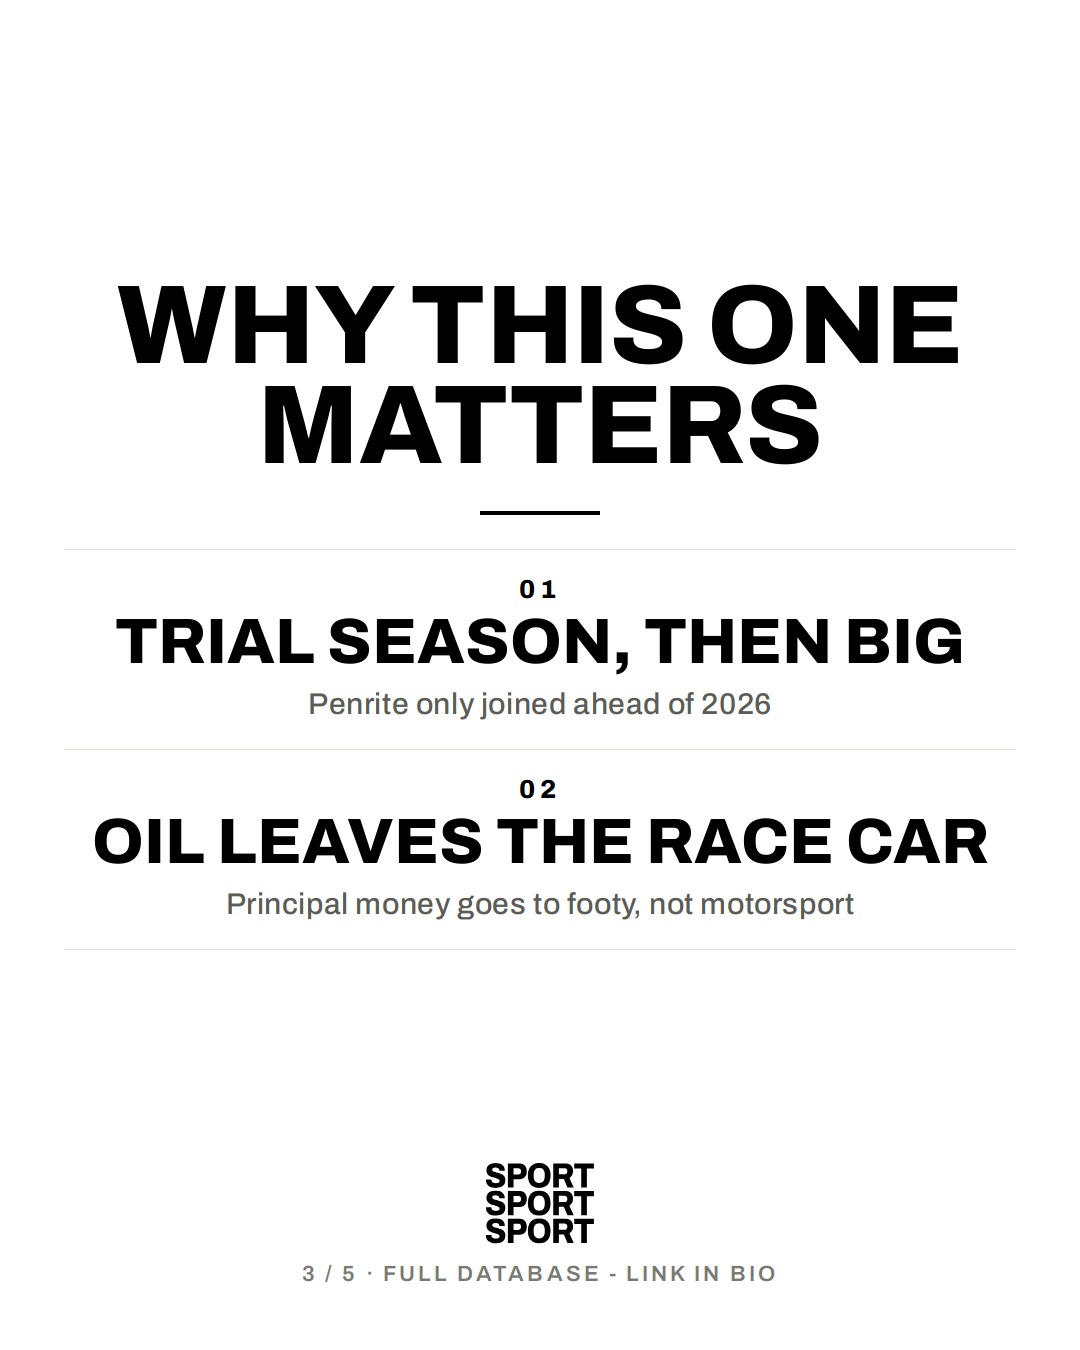 WHY THIS ONE
MATTERS
01
TRIAL SEASON, THEN BIG
Penrite only joined ahead of 2026
02
OIL LEAVES THE RACE CAR
Principal money goes to footy, not motorsport
SPORT
SPORT
SPORT
3 / 5 · FULL DATABASE - LINK IN BIO